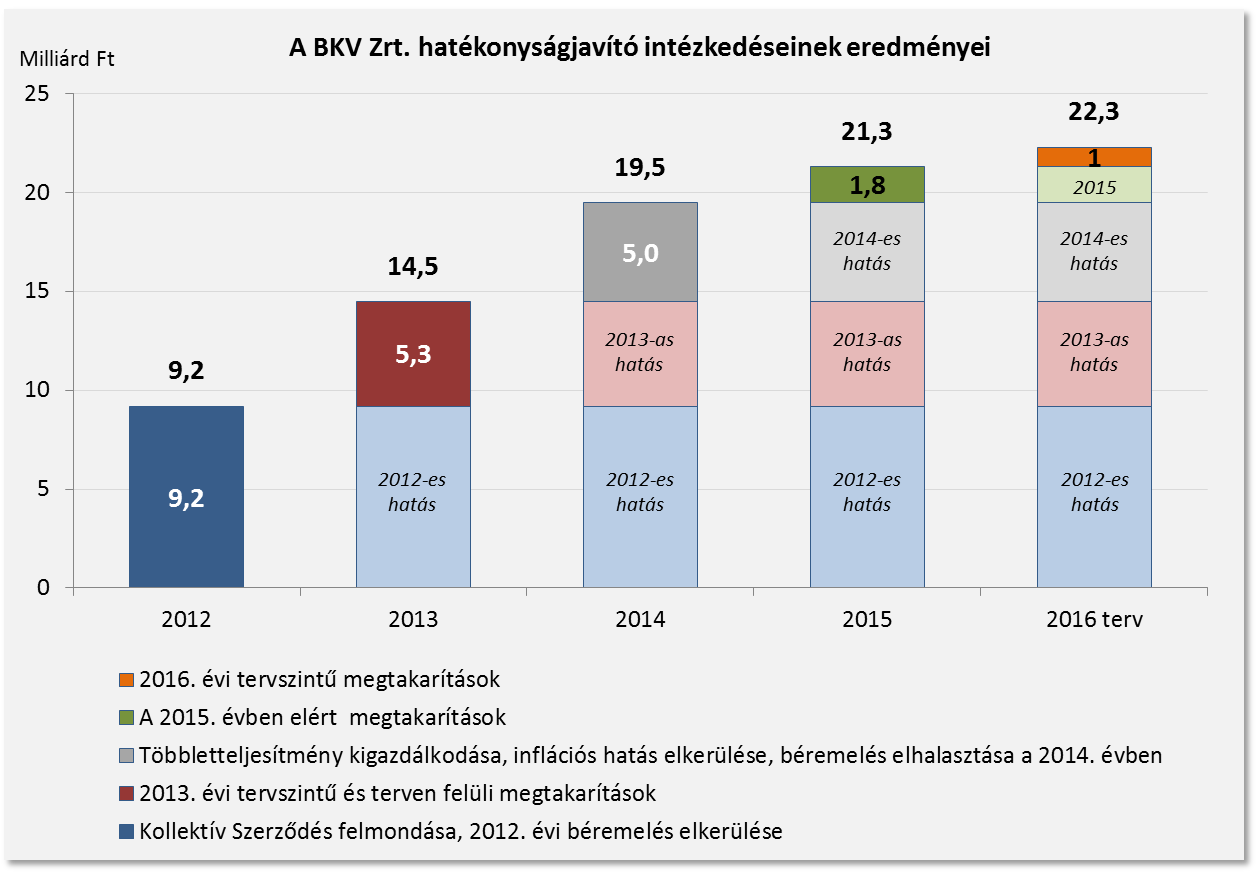 A BKV Zrt. hatékonyságjavító intézkedéseinek eredményei
Milliárd Ft
25
20
15
10
5
0
9,2
9,2
14,5
5,3
2012-es
hatás
19,5
5,0
2013-as
hatás
2012-es
hatás
21,3
1,8
2014-es
hatás
2013-as
hatás
2012-es
hatás
22,3
1
2015
2014-es
hatás
2013-as
hatás
2012-es
hatás
2012
2013
2014
2015
2016 terv
2016. évi tervszintű megtakarítások
A 2015. évben elért  megtakarítások
Többletteljesítmény kigazdálkodása, inflációs hatás elkerülése, béremelés elhalasztása a 2014. évben
2013. évi tervszintű és terven felüli megtakarítások
Kollektív Szerződés felmondása, 2012. évi béremelés elkerülése